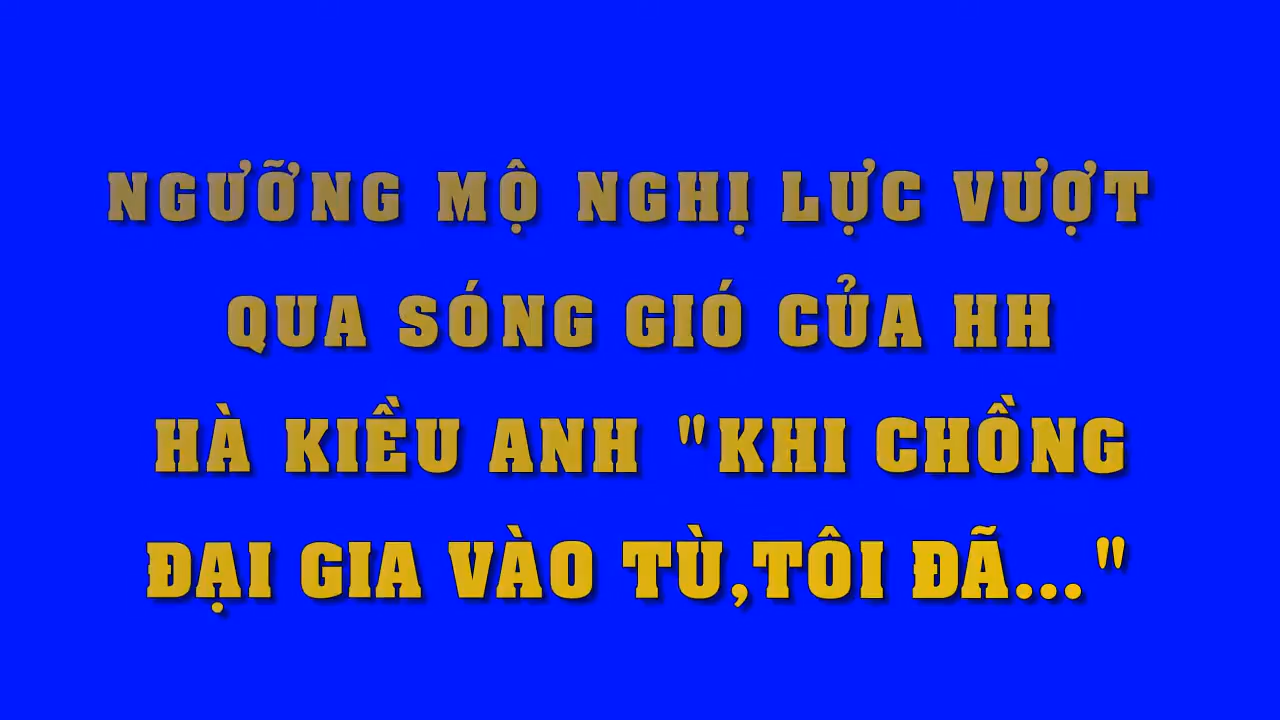 NGƯỠNG MỘ NGHỊ LỰC VƯỢT
QUA SÓNG GIÓ CỦA HH
HÀ KIỀU ANH "KHI CHỒNG
ĐẠI GIA VÀO TÙ,TÔI ĐÃ..."